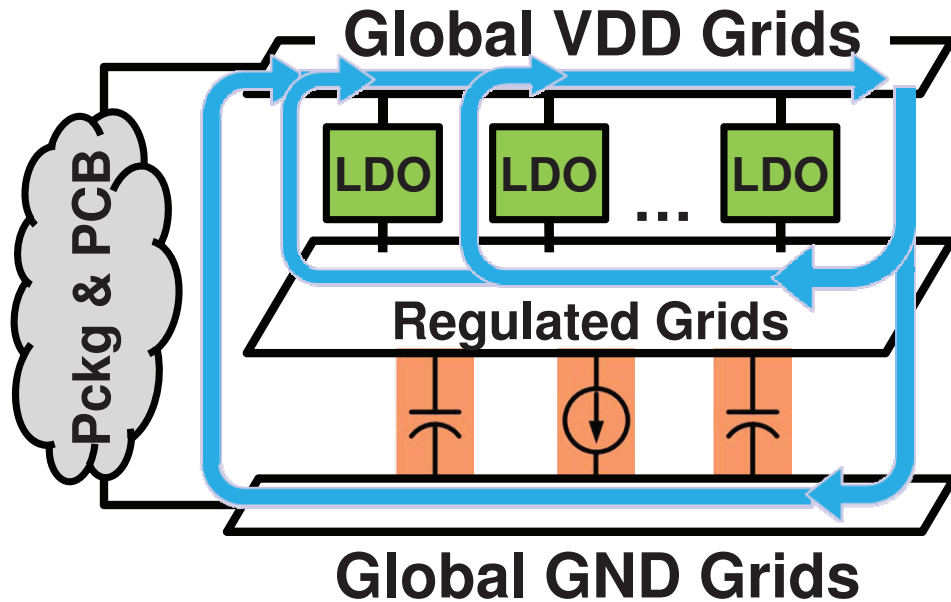 Global VDD Grids
LDO
LDO
...
LDO
Pckg & PCB
Regulated Grids
Global GND Grids